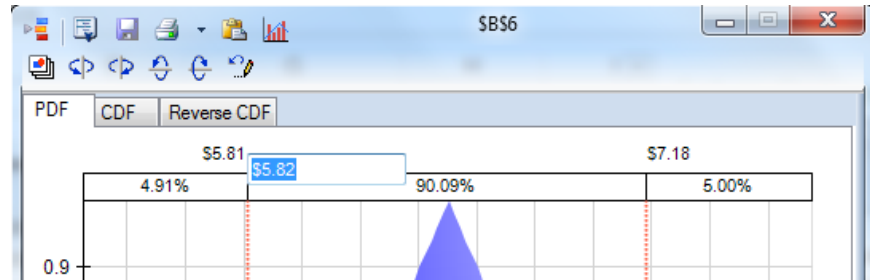 $B$6
PDF CDF Reverse CDF
$5.81 $7.18
$5.82
4.91% 90.09% 5.00%
0.9